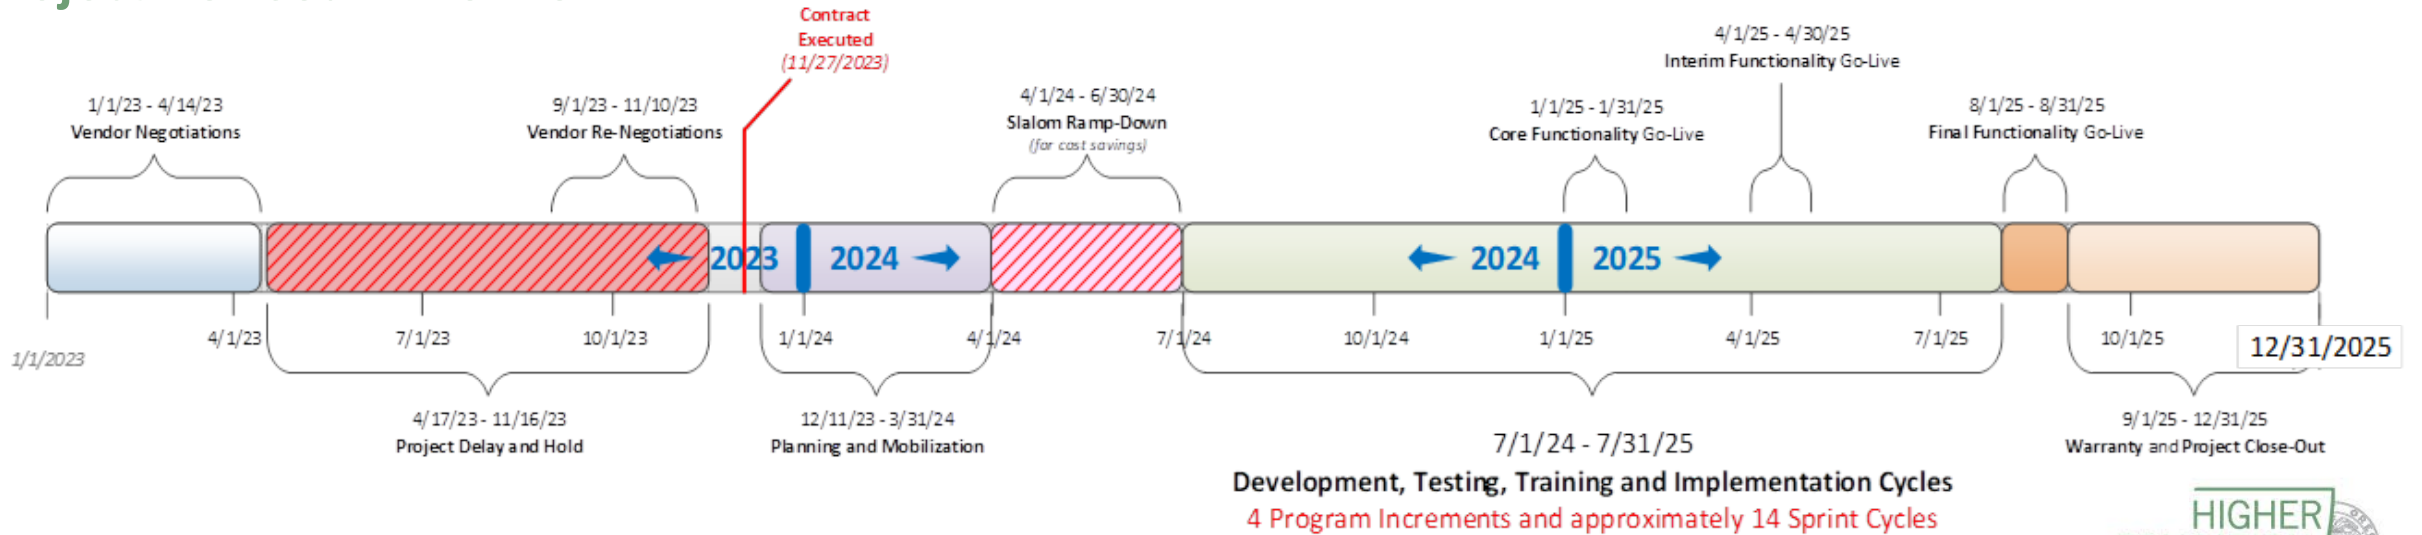 Contract
Executed
(11/27/2023)
4/1/25 - 4/30/25
Interim Functionality Go-Live
1/1/23 - 4/14/23
Vendor Negotiations
9/1/23 - 11/10/23
Vendor Re-Negotiations
4/1/24 - 6/30/24
Slalom Ramp-Down
(for cost savings)
1/1/25 - 1/31/25
Core Functionality Go-Live
8/1/25 - 8/31/25
Final Functionality Go-Live
2023
2024
2024
2025
1/1/2023
4/1/23
7/1/23
10/1/23
1/1/24
4/1/24
7/1/24
10/1/24
1/1/25
4/1/25
7/1/25
10/1/25
12/31/2025
4/17/23 - 11/16/23
Project Delay and Hold
12/11/23 - 3/31/24
Planning and Mobilization
7/1/24 - 7/31/25
Development, Testing, Training and Implementation Cycles
4 Program Increments and approximately 14 Sprint Cycles
9/1/25 - 12/31/25
Warranty and Project Close-Out
HIGHER